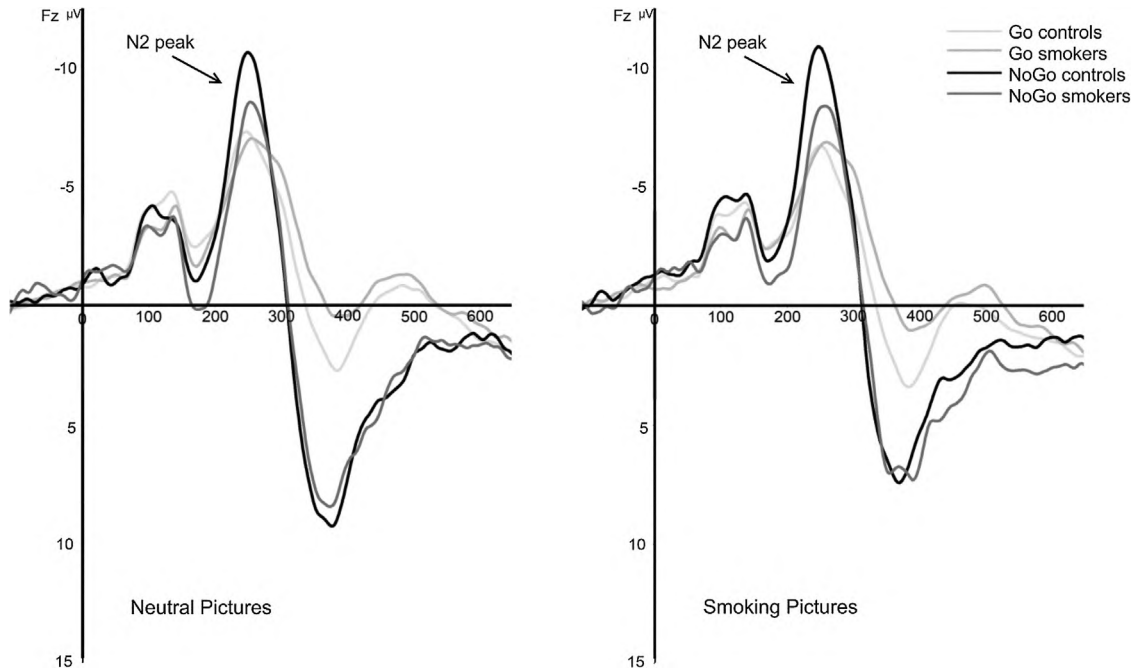 Fz µV
N2 peak
-10
-5
0
100
200
300
400
500
600
5
10
15
Neutral Pictures
Fz µV
N2 peak
-10
-5
0
100
200
300
400
500
600
5
10
15
Smoking Pictures
Go controls
Go smokers
NoGo controls
NoGo smokers